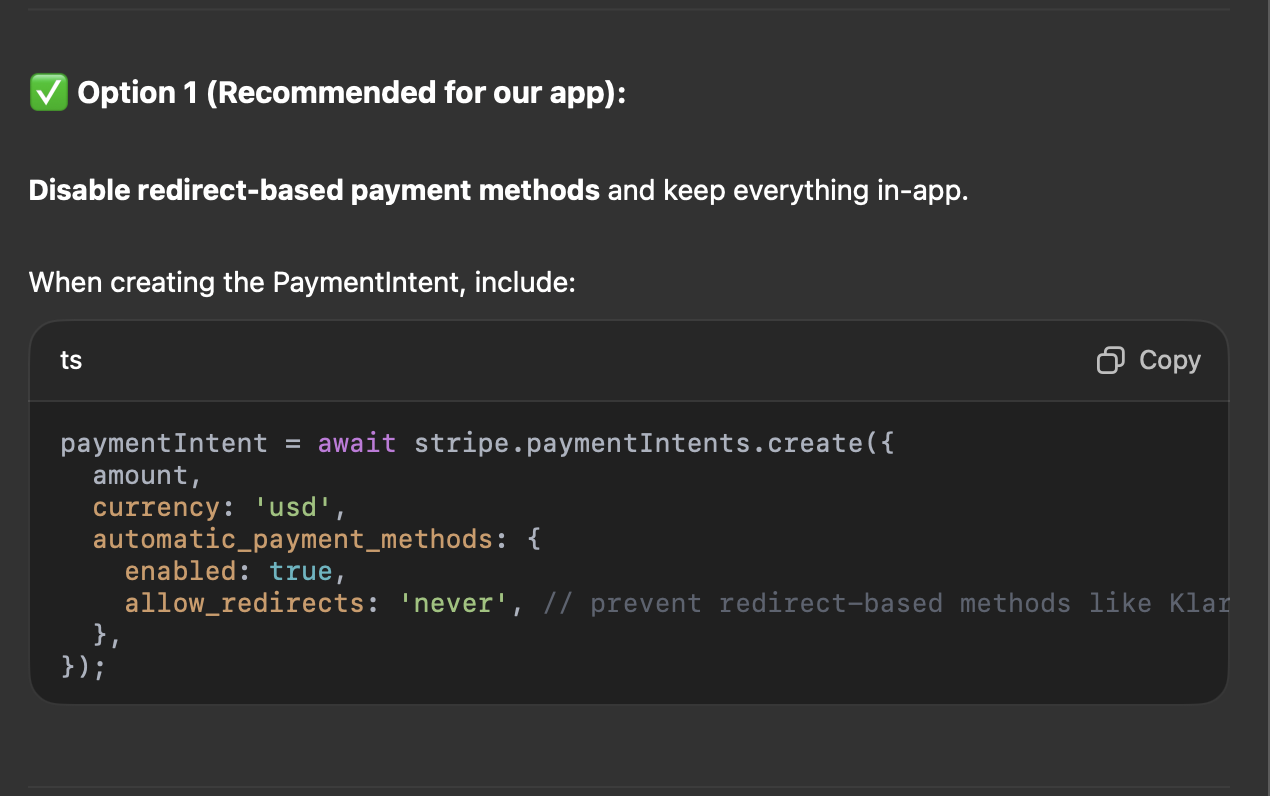 ✅ Option 1 (Recommended for our app):
Disable redirect-based payment methods and keep everything in-app.
When creating the PaymentIntent, include:
ts
Copy
paymentIntent = await stripe.paymentIntents.create({
  amount,
  currency: 'usd',
  automatic_payment_methods: {
    enabled: true,
    allow_redirects: 'never', // prevent redirect-based methods like Klar
  },
});